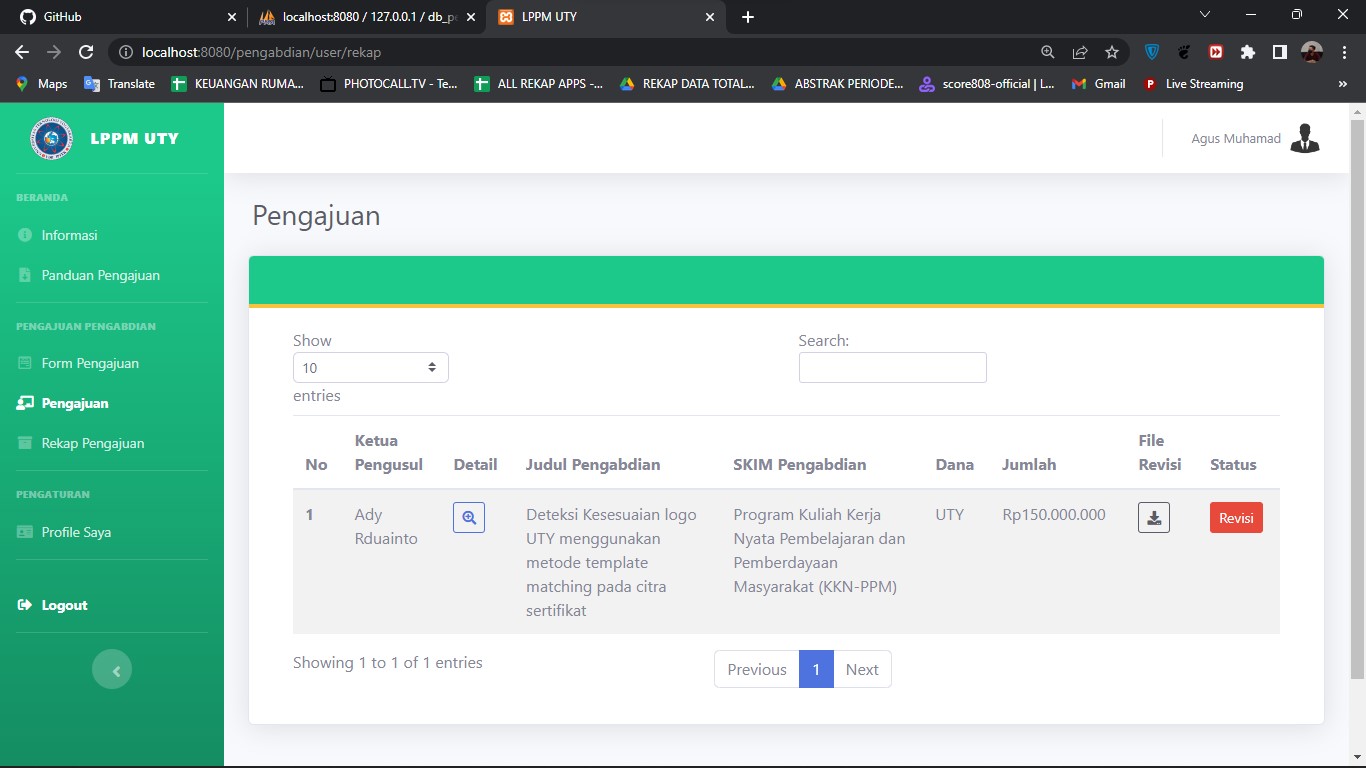 GitHub
localhost:8080 / 127.0.0.1 / db_p
LPPM UTY
localhost:8080/pengabdian/user/rekap
Maps
Translate
KEUANGAN RUMA...
PHOTOCALL.TV - Te...
ALL REKAP APPS -...
REKAP DATA TOTAL...
ABSTRAK PERIODE...
score808-official | L...
Gmail
Live Streaming
»
LPPM UTY
Agus Muhamad
BERANDA
Informasi
Panduan Pengajuan
PENGAJUAN PENGABDIAN
Form Pengajuan
Pengajuan
Rekap Pengajuan
PENGATURAN
Profile Saya
Logout
Pengajuan
Show
10
entries
Search:
No
Ketua
Pengusul
Detail
Judul Pengabdian
SKIM Pengabdian
Dana
Jumlah
File
Revisi
Status
1
Ady
Rduainto
Deteksi Kesesuaian logo
UTY menggunakan
metode template
matching pada citra
sertifikat
Program Kuliah Kerja
Nyata Pembelajaran dan
Pemberdayaan
Masyarakat (KKN-PPM)
UTY
Rp150.000.000
Revisi
Showing 1 to 1 of 1 entries
Previous
1
Next